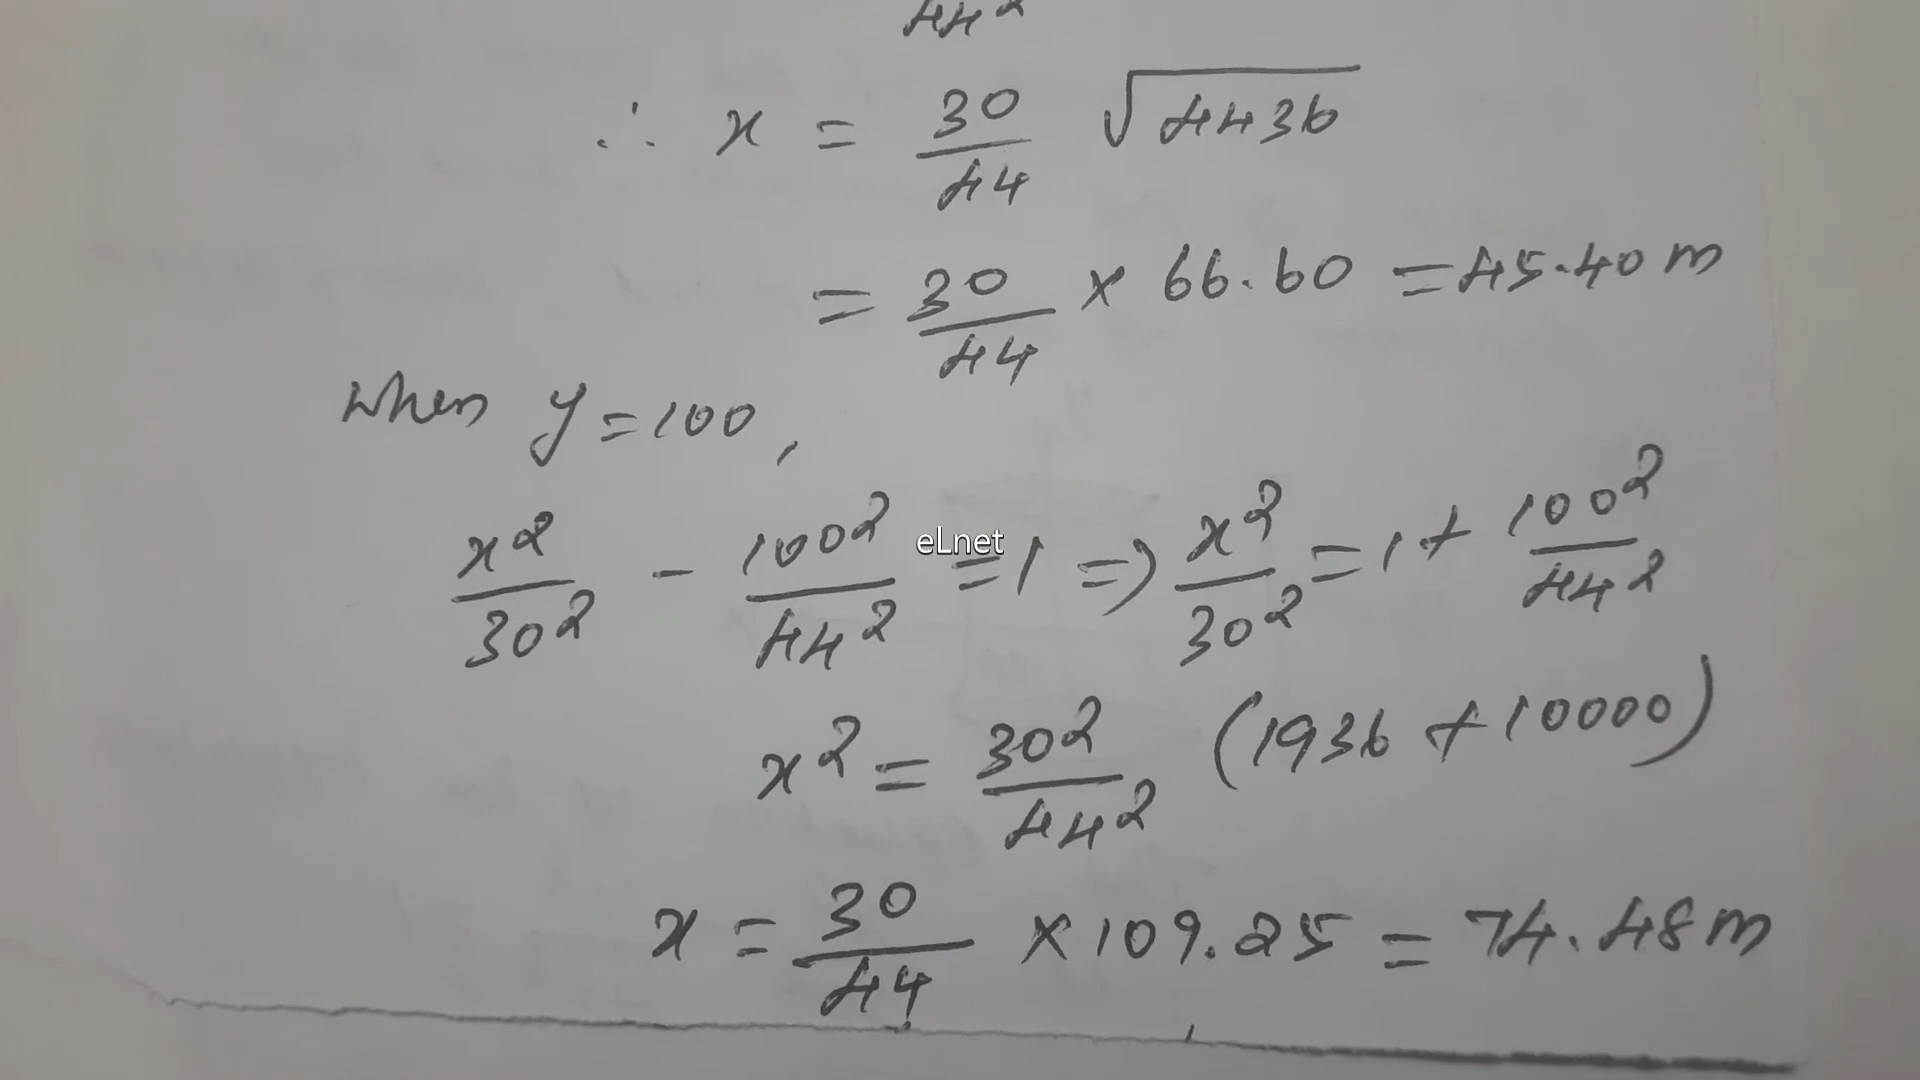 44²
∴ x = 30/44 √4436
= 30/44 × 66.60 = 45.40 m
When y = 100,
x²/30² - 100²/44² = 1 => x²/30² = 1 + 100²/44²
eLnet
x² = 30²/44² (1936 + 10000)
x = 30/44 × 109.25 = 74.48 m